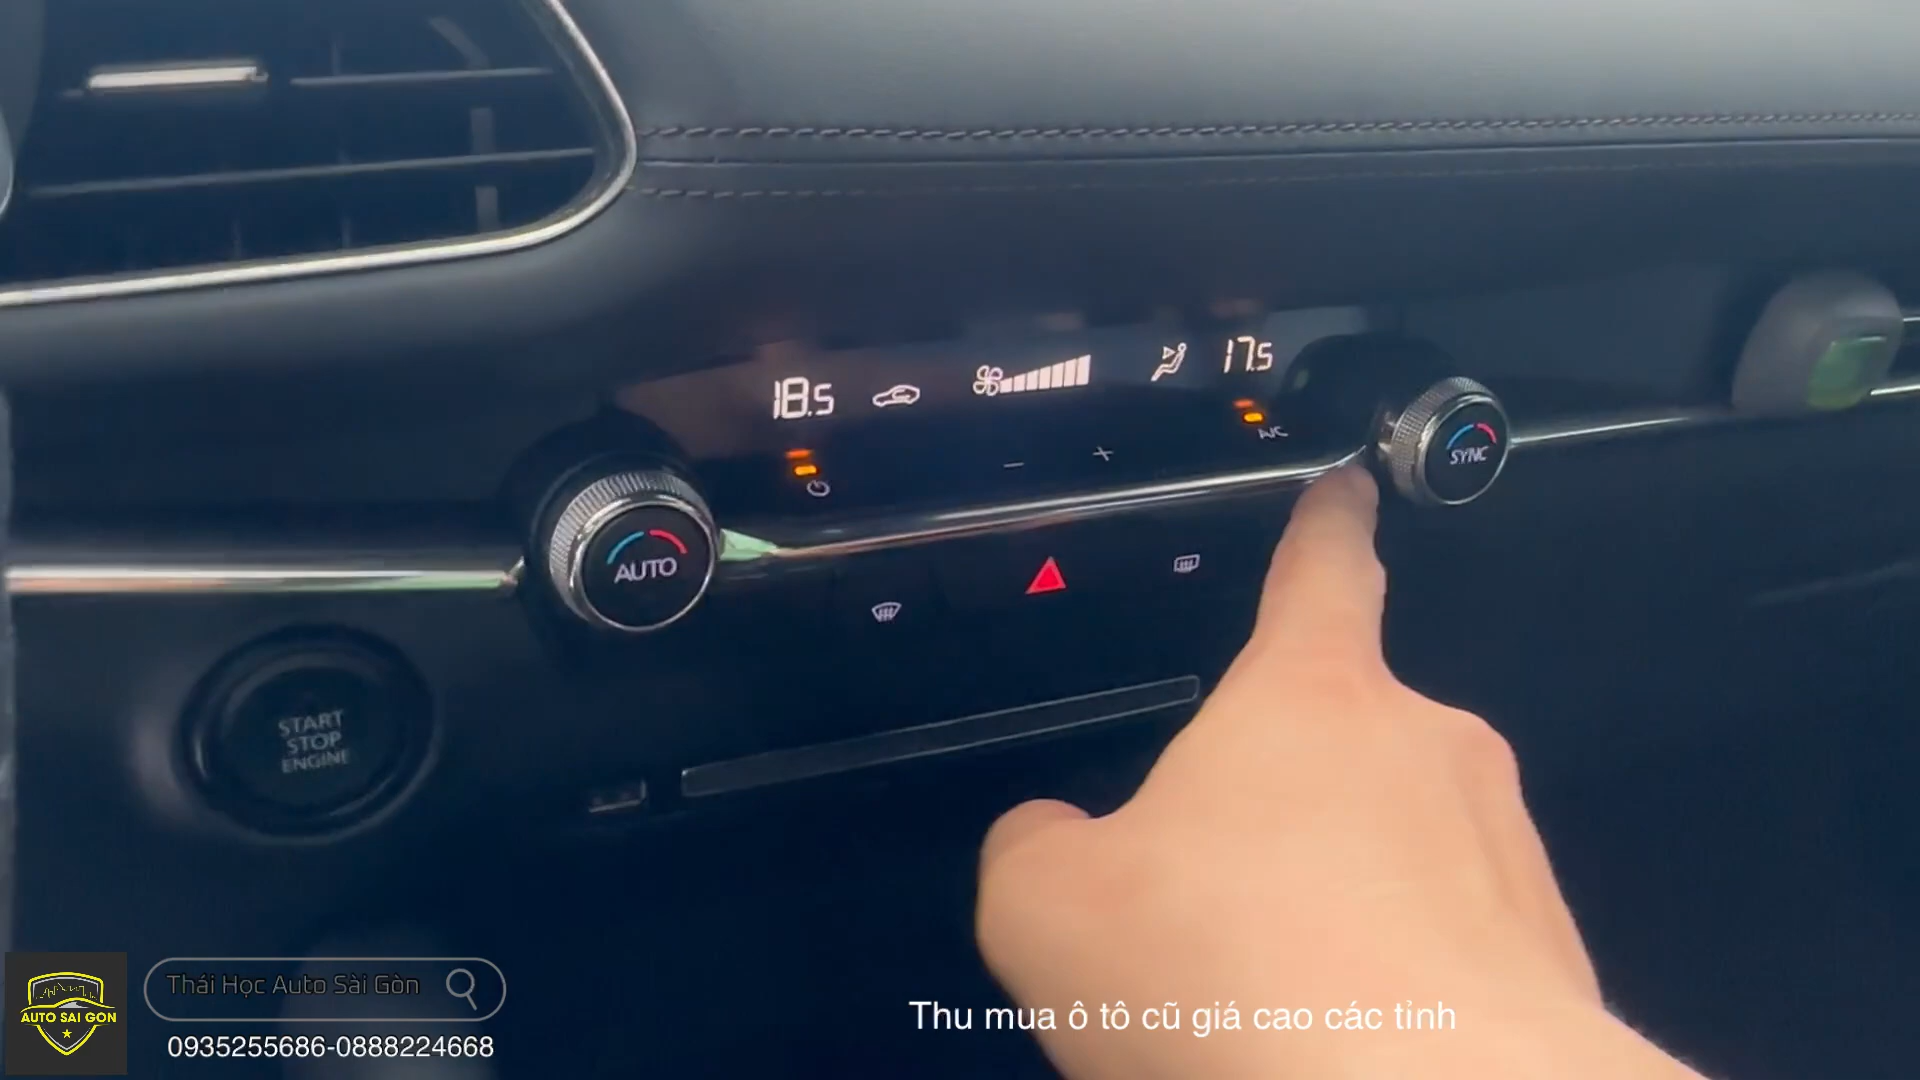 18.5
17.5
A/C
AUTO
SYNC
START
STOP
ENGINE
Thái Học Auto Sài Gòn
AUTO SAI GON
0935255686-0888224668
Thu mua ô tô cũ giá cao các tỉnh